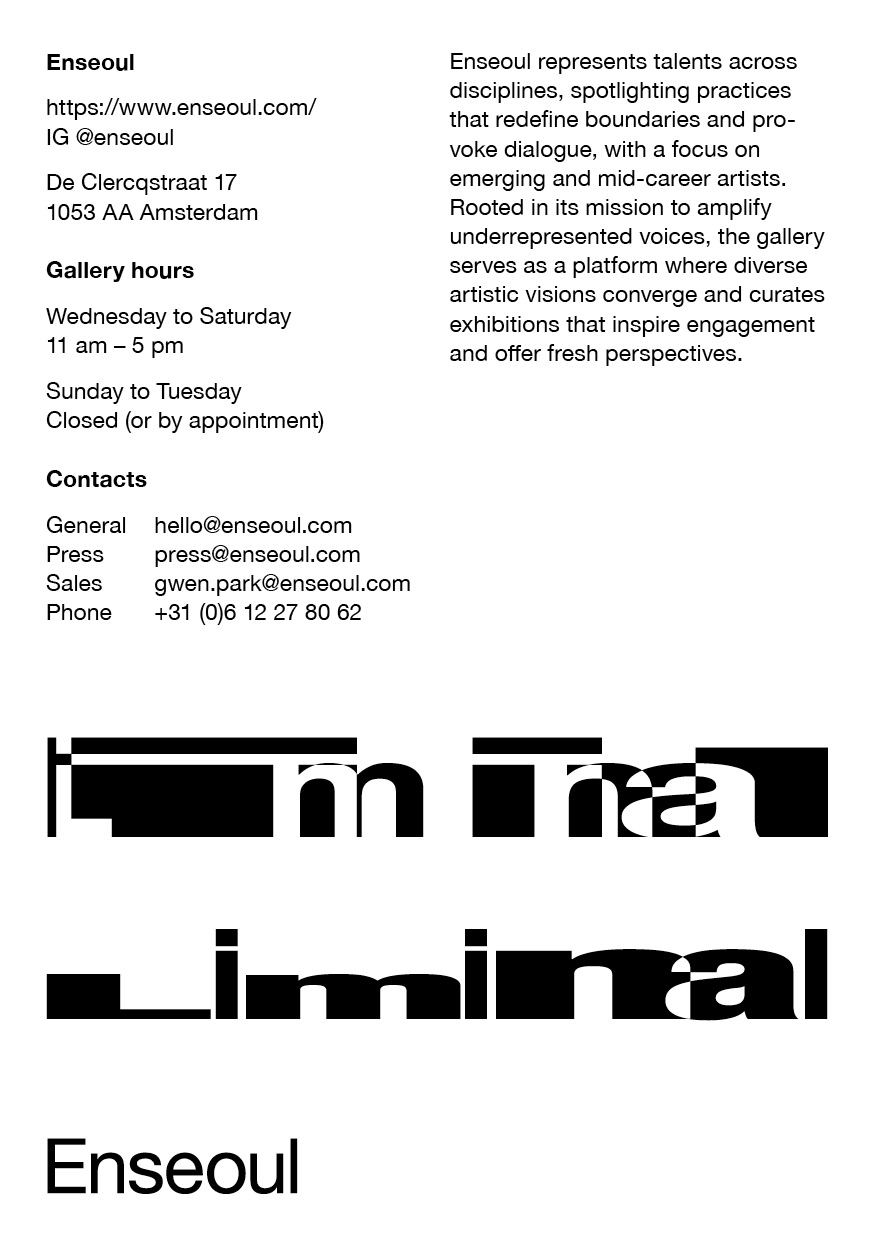 Enseoul
https://www.enseoul.com/
IG @enseoul
De Clercqstraat 17
1053 AA Amsterdam
Gallery hours
Wednesday to Saturday
11 am – 5 pm
Sunday to Tuesday
Closed (or by appointment)
Contacts
General hello@enseoul.com
Press press@enseoul.com
Sales gwen.park@enseoul.com
Phone +31 (0)6 12 27 80 62
Enseoul represents talents across
disciplines, spotlighting practices
that redefine boundaries and pro-
voke dialogue, with a focus on
emerging and mid-career artists.
Rooted in its mission to amplify
underrepresented voices, the gallery
serves as a platform where diverse
artistic visions converge and curates
exhibitions that inspire engagement
and offer fresh perspectives.
Liminal
Enseoul